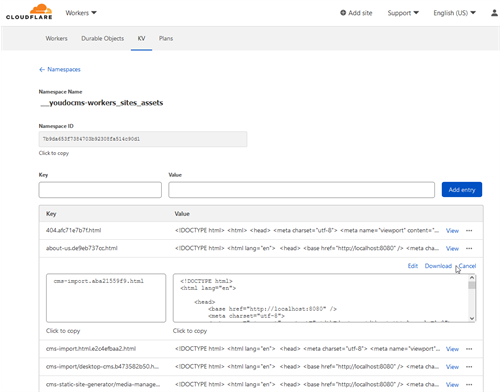 CLOUDFLARE
Workers
Add site
Support
English (US)
Workers
Durable Objects
KV
Plans
← Namespaces
Namespace Name
__youdocms-workers_sites_assets
Namespace ID
Click to copy
Key
Value
Add entry
Key
Value
404.afc71e7b7f.html
<!DOCTYPE html> <html> <head> <meta charset="utf-8"> <meta name="viewport" content="...
View
about-us.de9eb737cc.html
<!DOCTYPE html> <html lang="en"> <head> <base href="http://localhost:8080" /> <meta cha...
View
Edit
Download
Cancel
cms-import.aba21559f9.html
<!DOCTYPE html>
<html lang="en">
<head>
<base href="http://localhost:8080" />
<meta charset="utf-8">
Click to copy
Click to copy
cms-import.html.e2c4efbaa2.html
<!DOCTYPE html> <html> <head> <meta charset="utf-8"> <meta name="viewport"...
View
cms-import/desktop-cms.b473582b50.h...
<!DOCTYPE html> <html lang="en"> <head> <base href="http://localhost:8080" /> <meta cha...
View
cms-static-site-generator/media-manage...
<!DOCTYPE html> <html lang="en"> <head> <base href="http://localhost:8080" /> <meta cha...
View